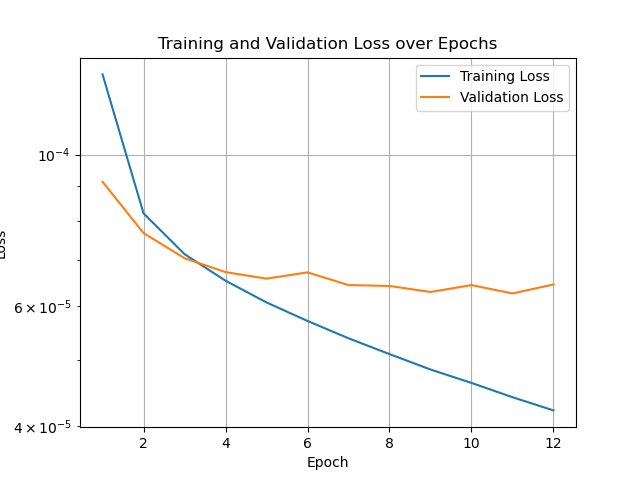 Training and Validation Loss over Epochs
Training Loss
Validation Loss
10⁻⁴
6 × 10⁻⁵
4 × 10⁻⁵
Loss
2 4 6 8 10 12
Epoch